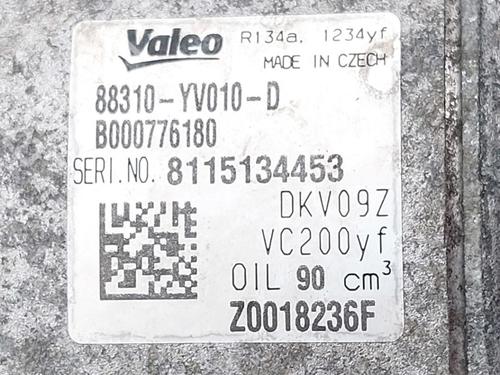 Valeo R134a, 1234yf
MADE IN CZECH
88310-YV010-D
B000776180
SERI.NO. 8115134453
DKV09Z
VC200yf
OIL 90 cm³
Z0018236F